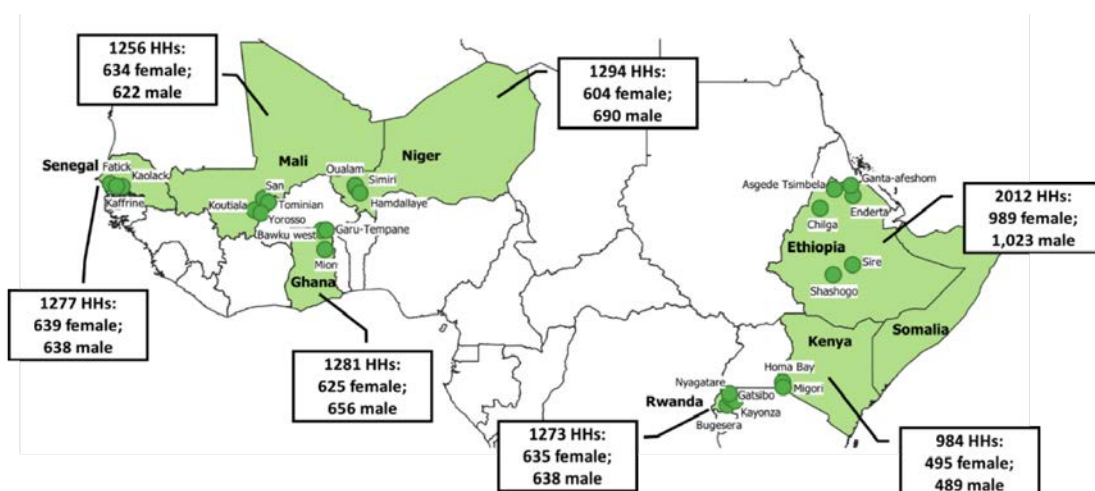 1256 HHs:
634 female;
622 male
1294 HHs:
604 female;
690 male
Senegal
Fatick
Kaolack
Kaffrine
Mali
Niger
Oualam
Simiri
Hamdallaye
San
Tominian
Koutiala
Yorosso
Bawku west
Garu-Tempane
Mion
Ghana
Asgede Tsimbela
Ganta-afeshom
Enderta
Chilga
Ethiopia
Sire
Shashogo
2012 HHs:
989 female;
1,023 male
1277 HHs:
639 female;
638 male
1281 HHs:
625 female;
656 male
Kenya
Somalia
Homa Bay
Migori
Nyagatare
Gatsibo
Rwanda
Kayonza
Bugesera
1273 HHs:
635 female;
638 male
984 HHs:
495 female;
489 male